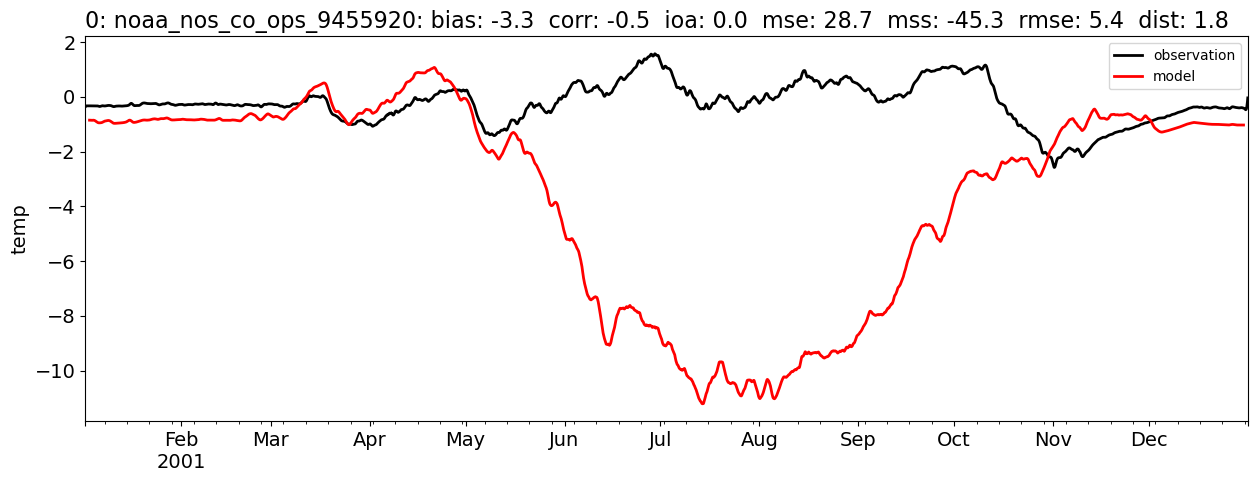 0: noaa_nos_co_ops_9455920: bias: -3.3  corr: -0.5  ioa: 0.0  mse: 28.7  mss: -45.3  rmse: 5.4  dist: 1.8
observation
model
2
0
−2
−4
−6
−8
−10
temp
Feb Mar Apr May Jun Jul Aug Sep Oct Nov Dec
2001